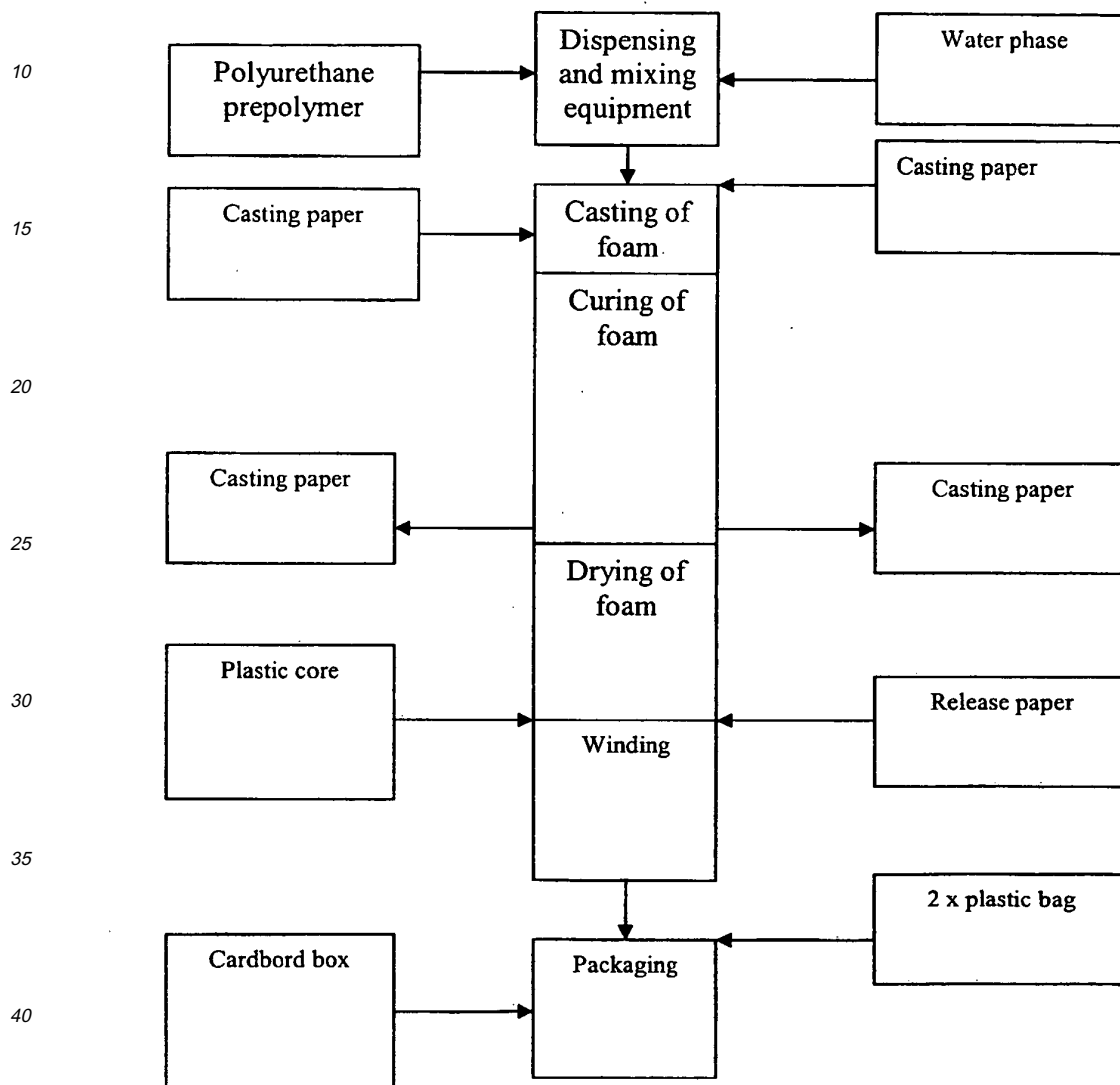 Dispensing
and mixing
equipment
Water phase
10
Polyurethane
prepolymer
Casting paper
15
Casting paper
Casting of
foam
Curing of
foam
20
Casting paper
Casting paper
25
Drying of
foam
Plastic core
30
Release paper
Winding
35
2 x plastic bag
Cardbord box
Packaging
40